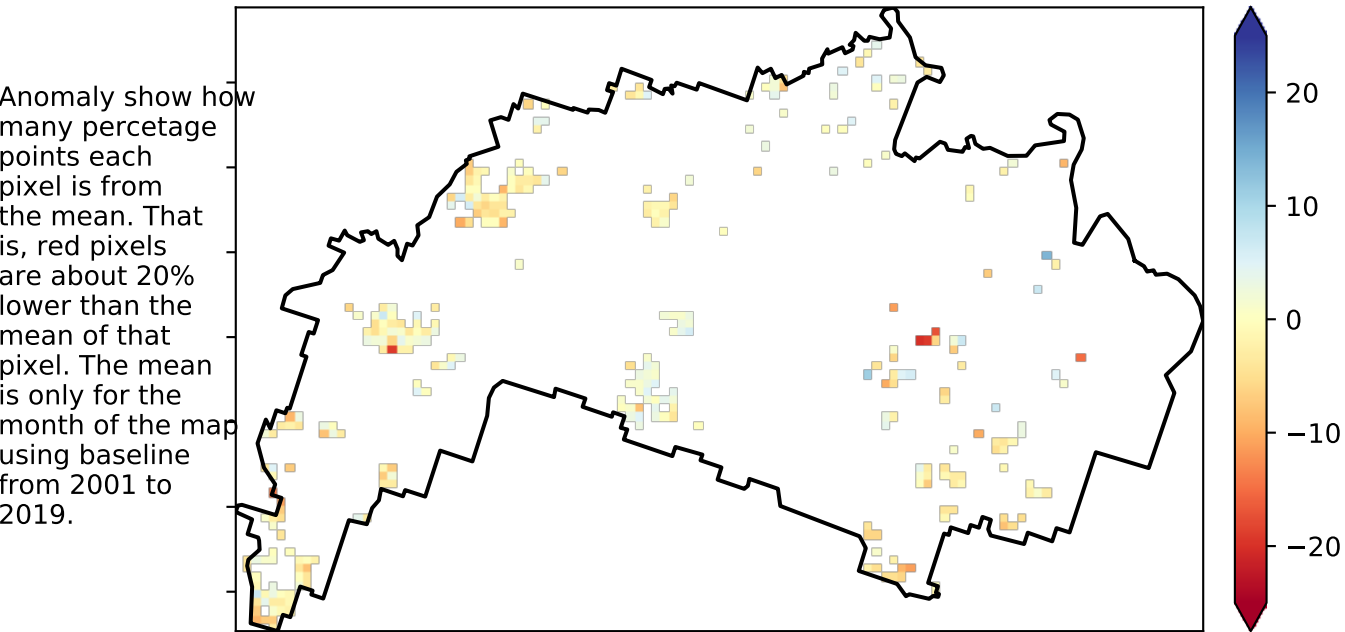 Anomaly show how
many percetage
points each
pixel is from
the mean. That
is, red pixels
are about 20%
lower than the
mean of that
pixel. The mean
is only for the
month of the map
using baseline
from 2001 to
2019.
20
10
0
−10
−20